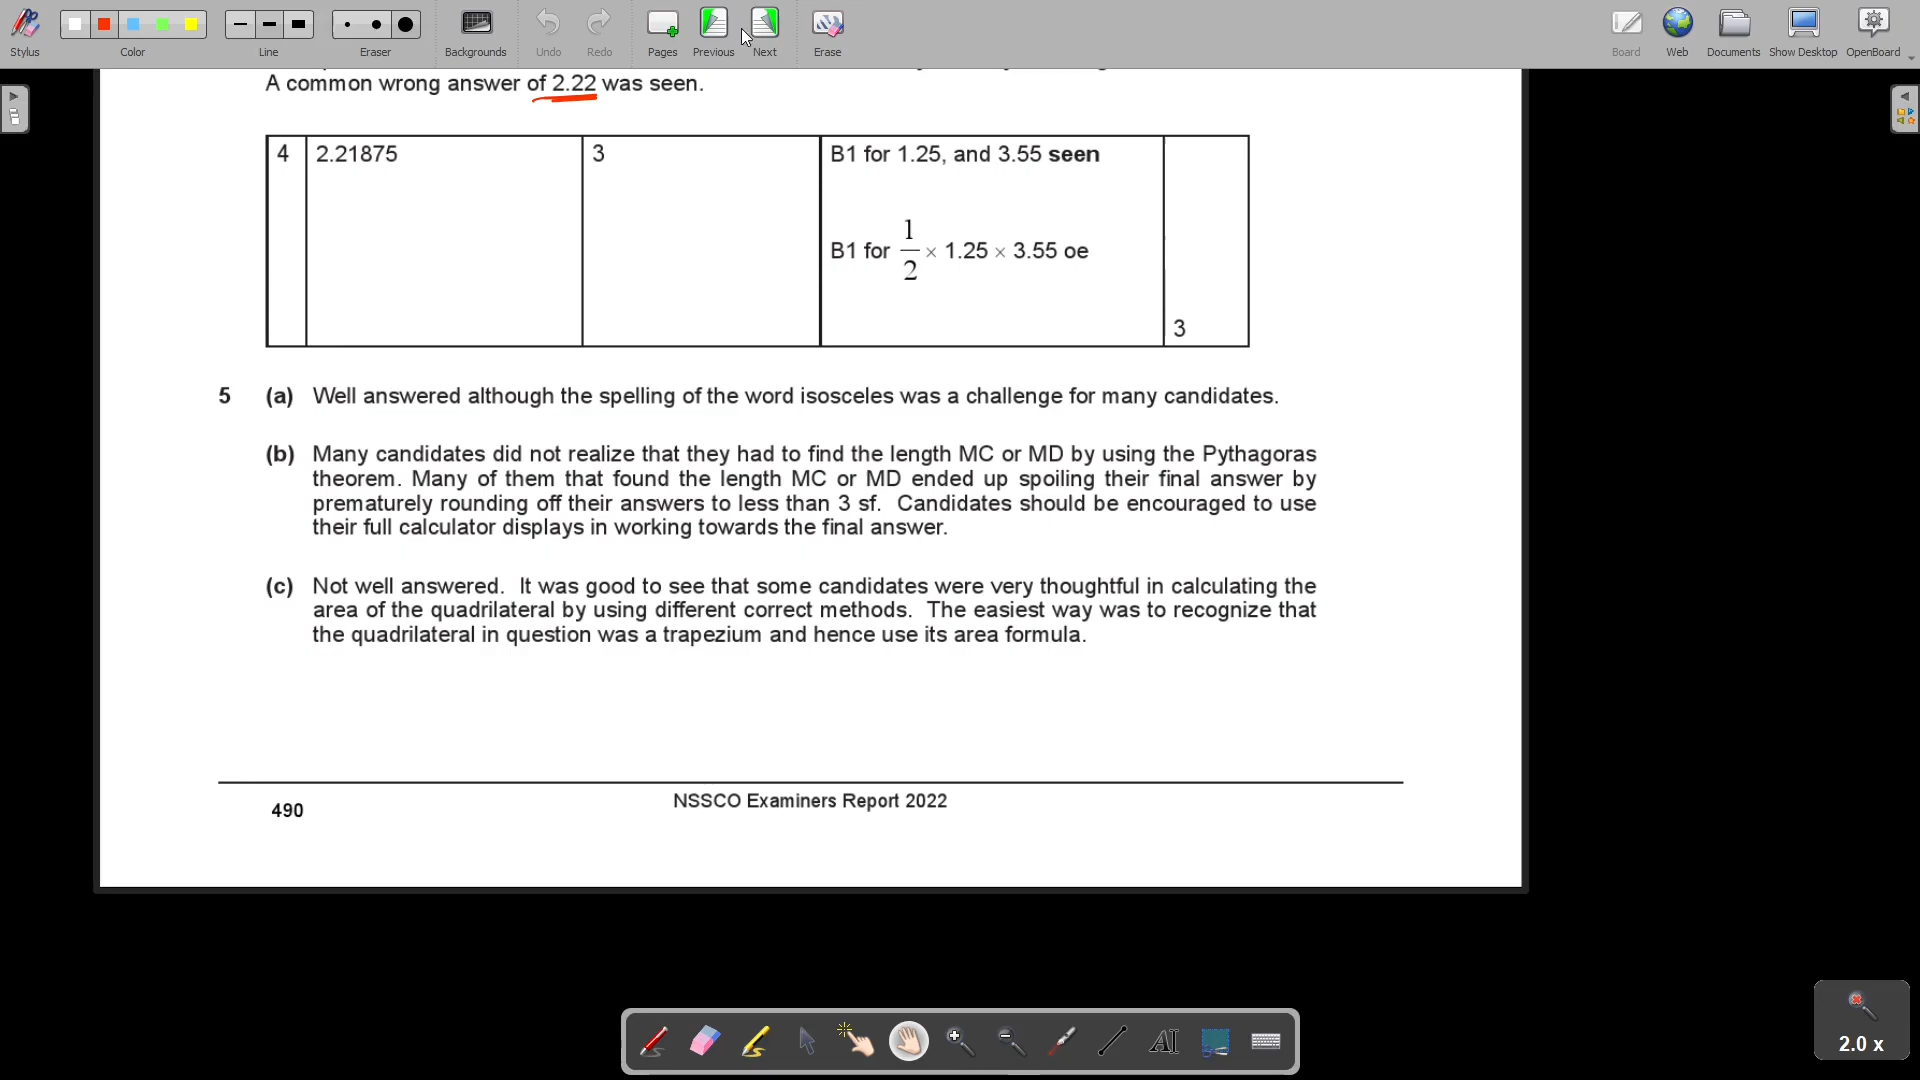 Stylus
Color
Line
Eraser
Backgrounds
Undo
Redo
Pages
Previous
Next
Erase
Board
Web
Documents
Show Desktop
OpenBoard
A common wrong answer of 2.22 was seen.
4 2.21875 3 B1 for 1.25, and 3.55 seen
B1 for 1/2 × 1.25 × 3.55 oe
3
5 (a) Well answered although the spelling of the word isosceles was a challenge for many candidates.
(b) Many candidates did not realize that they had to find the length MC or MD by using the Pythagoras
theorem. Many of them that found the length MC or MD ended up spoiling their final answer by
prematurely rounding off their answers to less than 3 sf. Candidates should be encouraged to use
their full calculator displays in working towards the final answer.
(c) Not well answered. It was good to see that some candidates were very thoughtful in calculating the
area of the quadrilateral by using different correct methods. The easiest way was to recognize that
the quadrilateral in question was a trapezium and hence use its area formula.
490 NSSCO Examiners Report 2022
AI
2.0 x